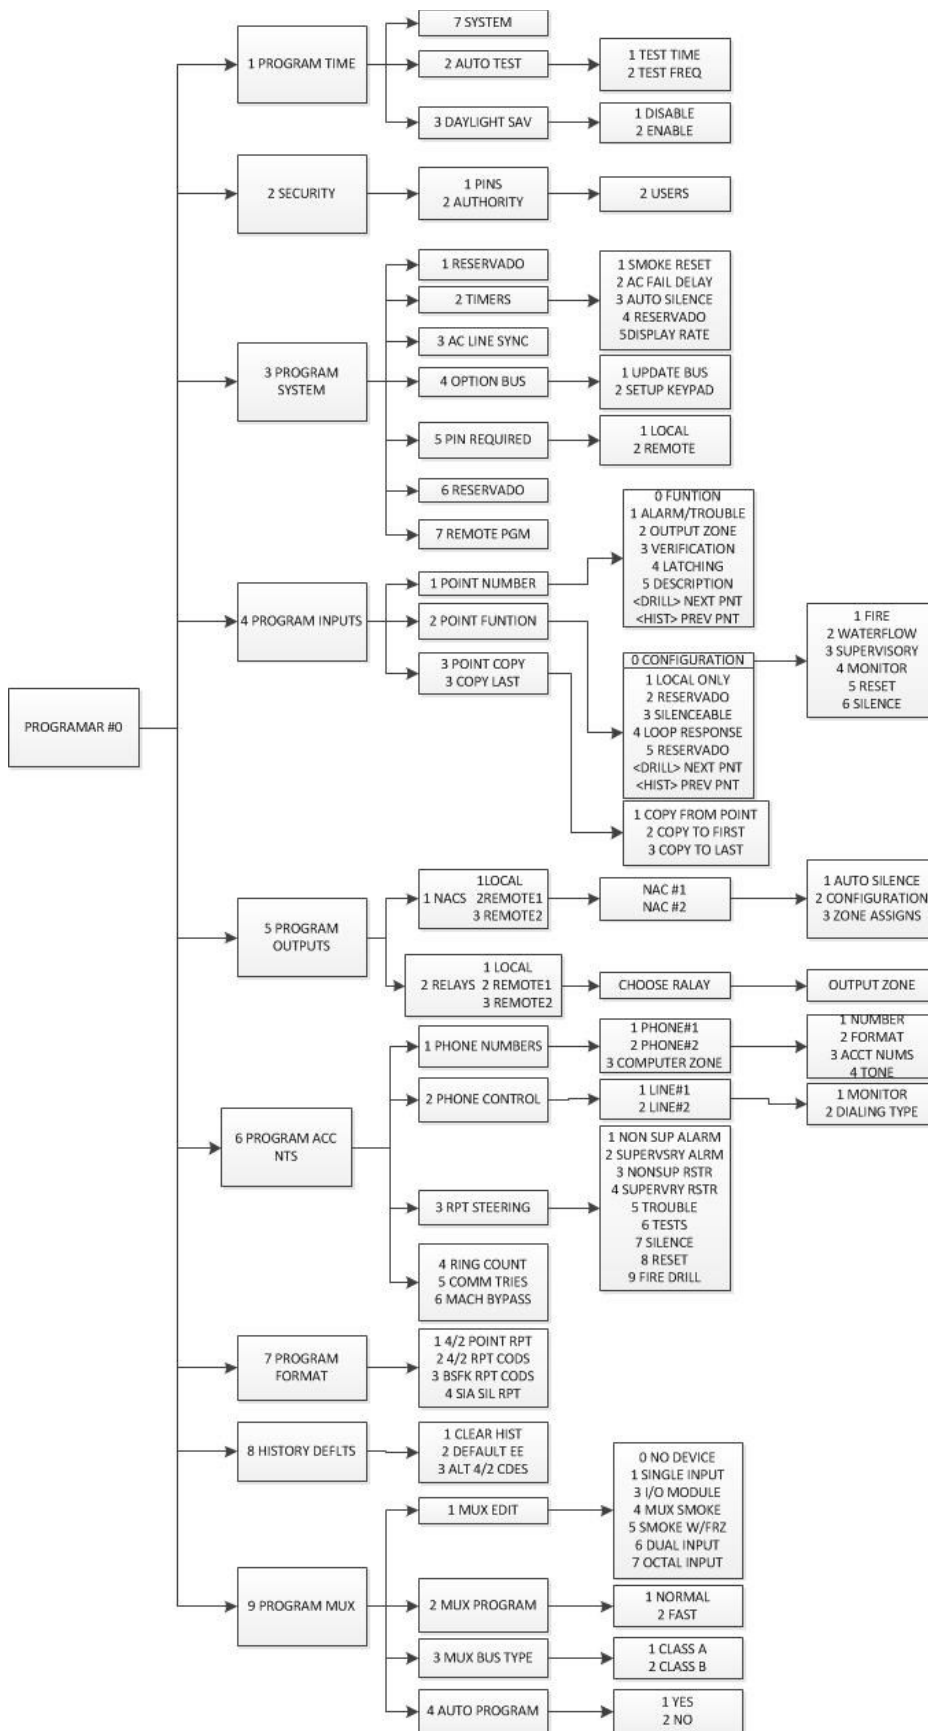 PROGRAMAR #0
1 PROGRAM TIME
7 SYSTEM
2 AUTO TEST
1 TEST TIME
2 TEST FREQ
3 DAYLIGHT SAV
1 DISABLE
2 ENABLE
2 SECURITY
1 PINS
2 AUTHORITY
2 USERS
3 PROGRAM
SYSTEM
1 RESERVADO
2 TIMERS
1 SMOKE RESET
2 AC FAIL DELAY
3 AUTO SILENCE
4 RESERVADO
5DISPLAY RATE
3 AC LINE SYNC
4 OPTION BUS
1 UPDATE BUS
2 SETUP KEYPAD
5 PIN REQUIRED
1 LOCAL
2 REMOTE
6 RESERVADO
7 REMOTE PGM
4 PROGRAM INPUTS
1 POINT NUMBER
0 FUNTION
1 ALARM/TROUBLE
2 OUTPUT ZONE
3 VERIFICATION
4 LATCHING
5 DESCRIPTION
<DRILL> NEXT PNT
<HIST> PREV PNT
2 POINT FUNTION
0 CONFIGURATION
1 LOCAL ONLY
2 RESERVADO
3 SILENCEABLE
4 LOOP RESPONSE
5 RESERVADO
<DRILL> NEXT PNT
<HIST> PREV PNT
1 FIRE
2 WATERFLOW
3 SUPERVISORY
4 MONITOR
5 RESET
6 SILENCE
3 POINT COPY
3 COPY LAST
1 COPY FROM POINT
2 COPY TO FIRST
3 COPY TO LAST
5 PROGRAM
OUTPUTS
1LOCAL
1 NACS 2REMOTE1
3 REMOTE2
NAC #1
NAC #2
1 AUTO SILENCE
2 CONFIGURATION
3 ZONE ASSIGNS
1 LOCAL
2 RELAYS 2 REMOTE1
3 REMOTE2
CHOOSE RALAY
OUTPUT ZONE
6 PROGRAM ACC
NTS
1 PHONE NUMBERS
1 PHONE#1
2 PHONE#2
3 COMPUTER ZONE
1 NUMBER
2 FORMAT
3 ACCT NUMS
4 TONE
2 PHONE CONTROL
1 LINE#1
2 LINE#2
1 MONITOR
2 DIALING TYPE
3 RPT STEERING
1 NON SUP ALARM
2 SUPERVSRY ALRM
3 NONSUP RSTR
4 SUPERVRY RSTR
5 TROUBLE
6 TESTS
7 SILENCE
8 RESET
9 FIRE DRILL
4 RING COUNT
5 COMM TRIES
6 MACH BYPASS
7 PROGRAM
FORMAT
1 4/2 POINT RPT
2 4/2 RPT CODS
3 BSFK RPT CODS
4 SIA SIL RPT
8 HISTORY DEFLTS
1 CLEAR HIST
2 DEFAULT EE
3 ALT 4/2 CDES
9 PROGRAM MUX
1 MUX EDIT
0 NO DEVICE
1 SINGLE INPUT
3 I/O MODULE
4 MUX SMOKE
5 SMOKE W/FRZ
6 DUAL INPUT
7 OCTAL INPUT
2 MUX PROGRAM
1 NORMAL
2 FAST
3 MUX BUS TYPE
1 CLASS A
2 CLASS B
4 AUTO PROGRAM
1 YES
2 NO